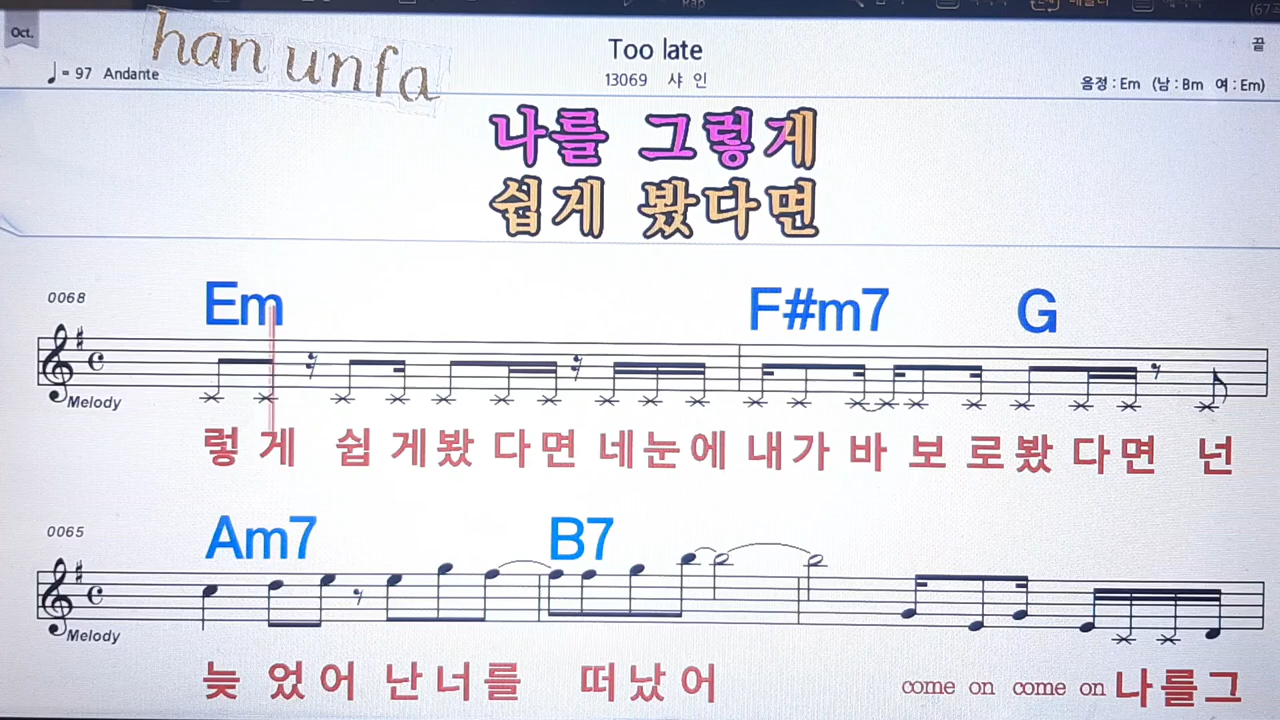 Rap
Oct.
han unfa
Too late
끝
♩= 97 Andante
13069 샤 인
음정 : Em (남 : Bm 여 : Em)
나를 그렇게
쉽게 봤다면
0068
Em F#m7 G
Melody
렇 게 쉽 게봤 다면 네눈에 내가 바 보 로봤 다면 넌
0065
Am7 B7
Melody
늦 었어 난너를 떠났어 come on come on 나를그